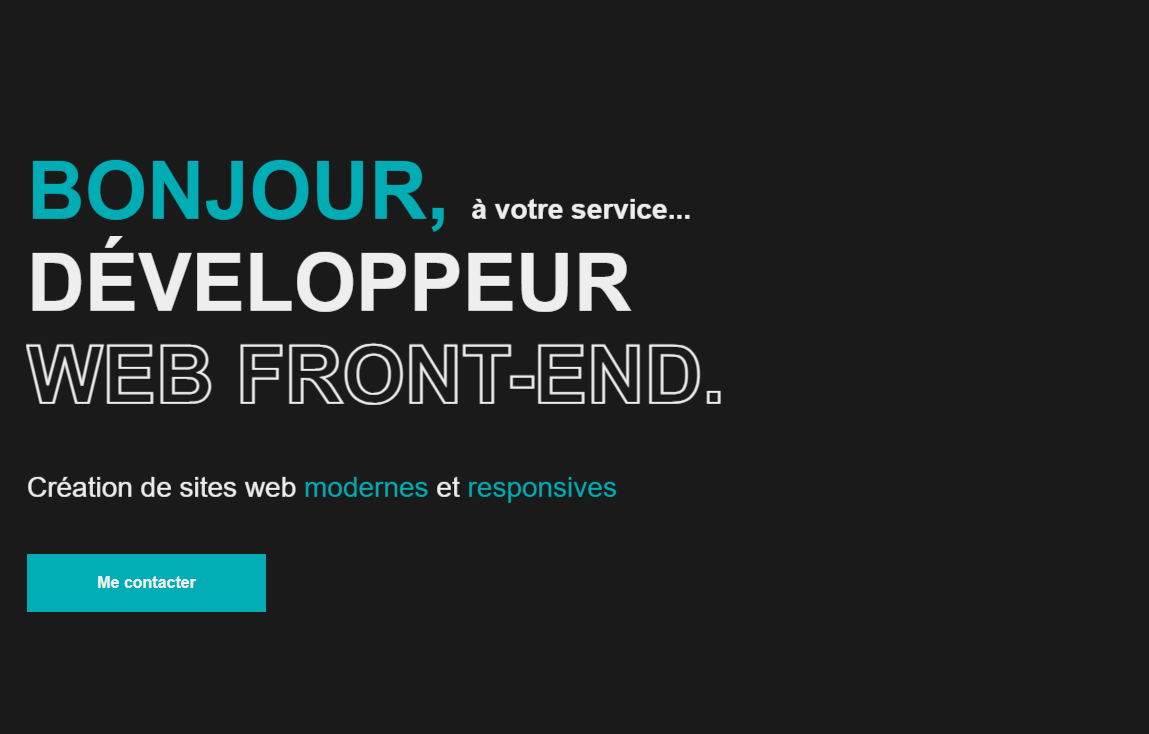 BONJOUR, à votre service...
DÉVELOPPEUR
WEB FRONT-END.
Création de sites web modernes et responsives
Me contacter